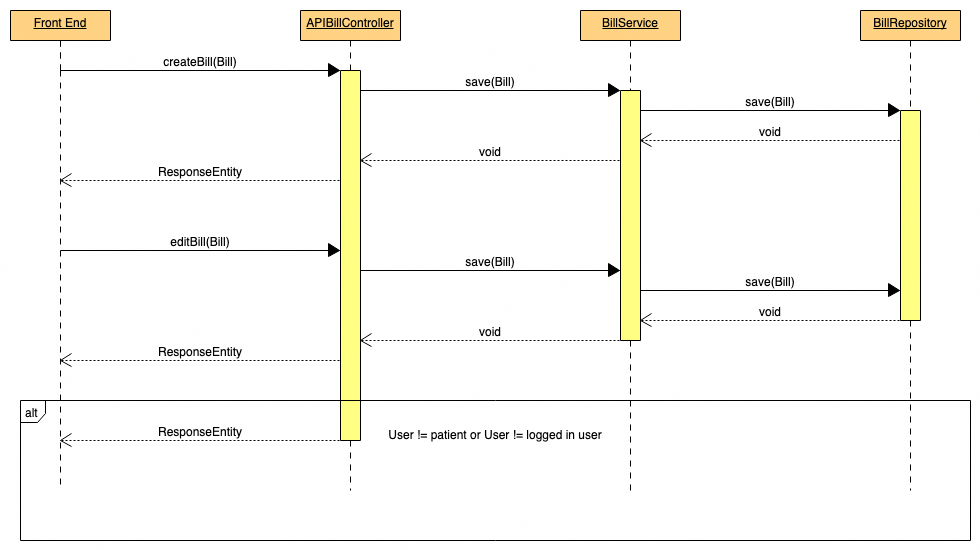 Front End
APIBillController
BillService
BillRepository
createBill(Bill)
save(Bill)
save(Bill)
void
void
ResponseEntity
editBill(Bill)
save(Bill)
save(Bill)
void
void
ResponseEntity
alt
ResponseEntity
User != patient or User != logged in user